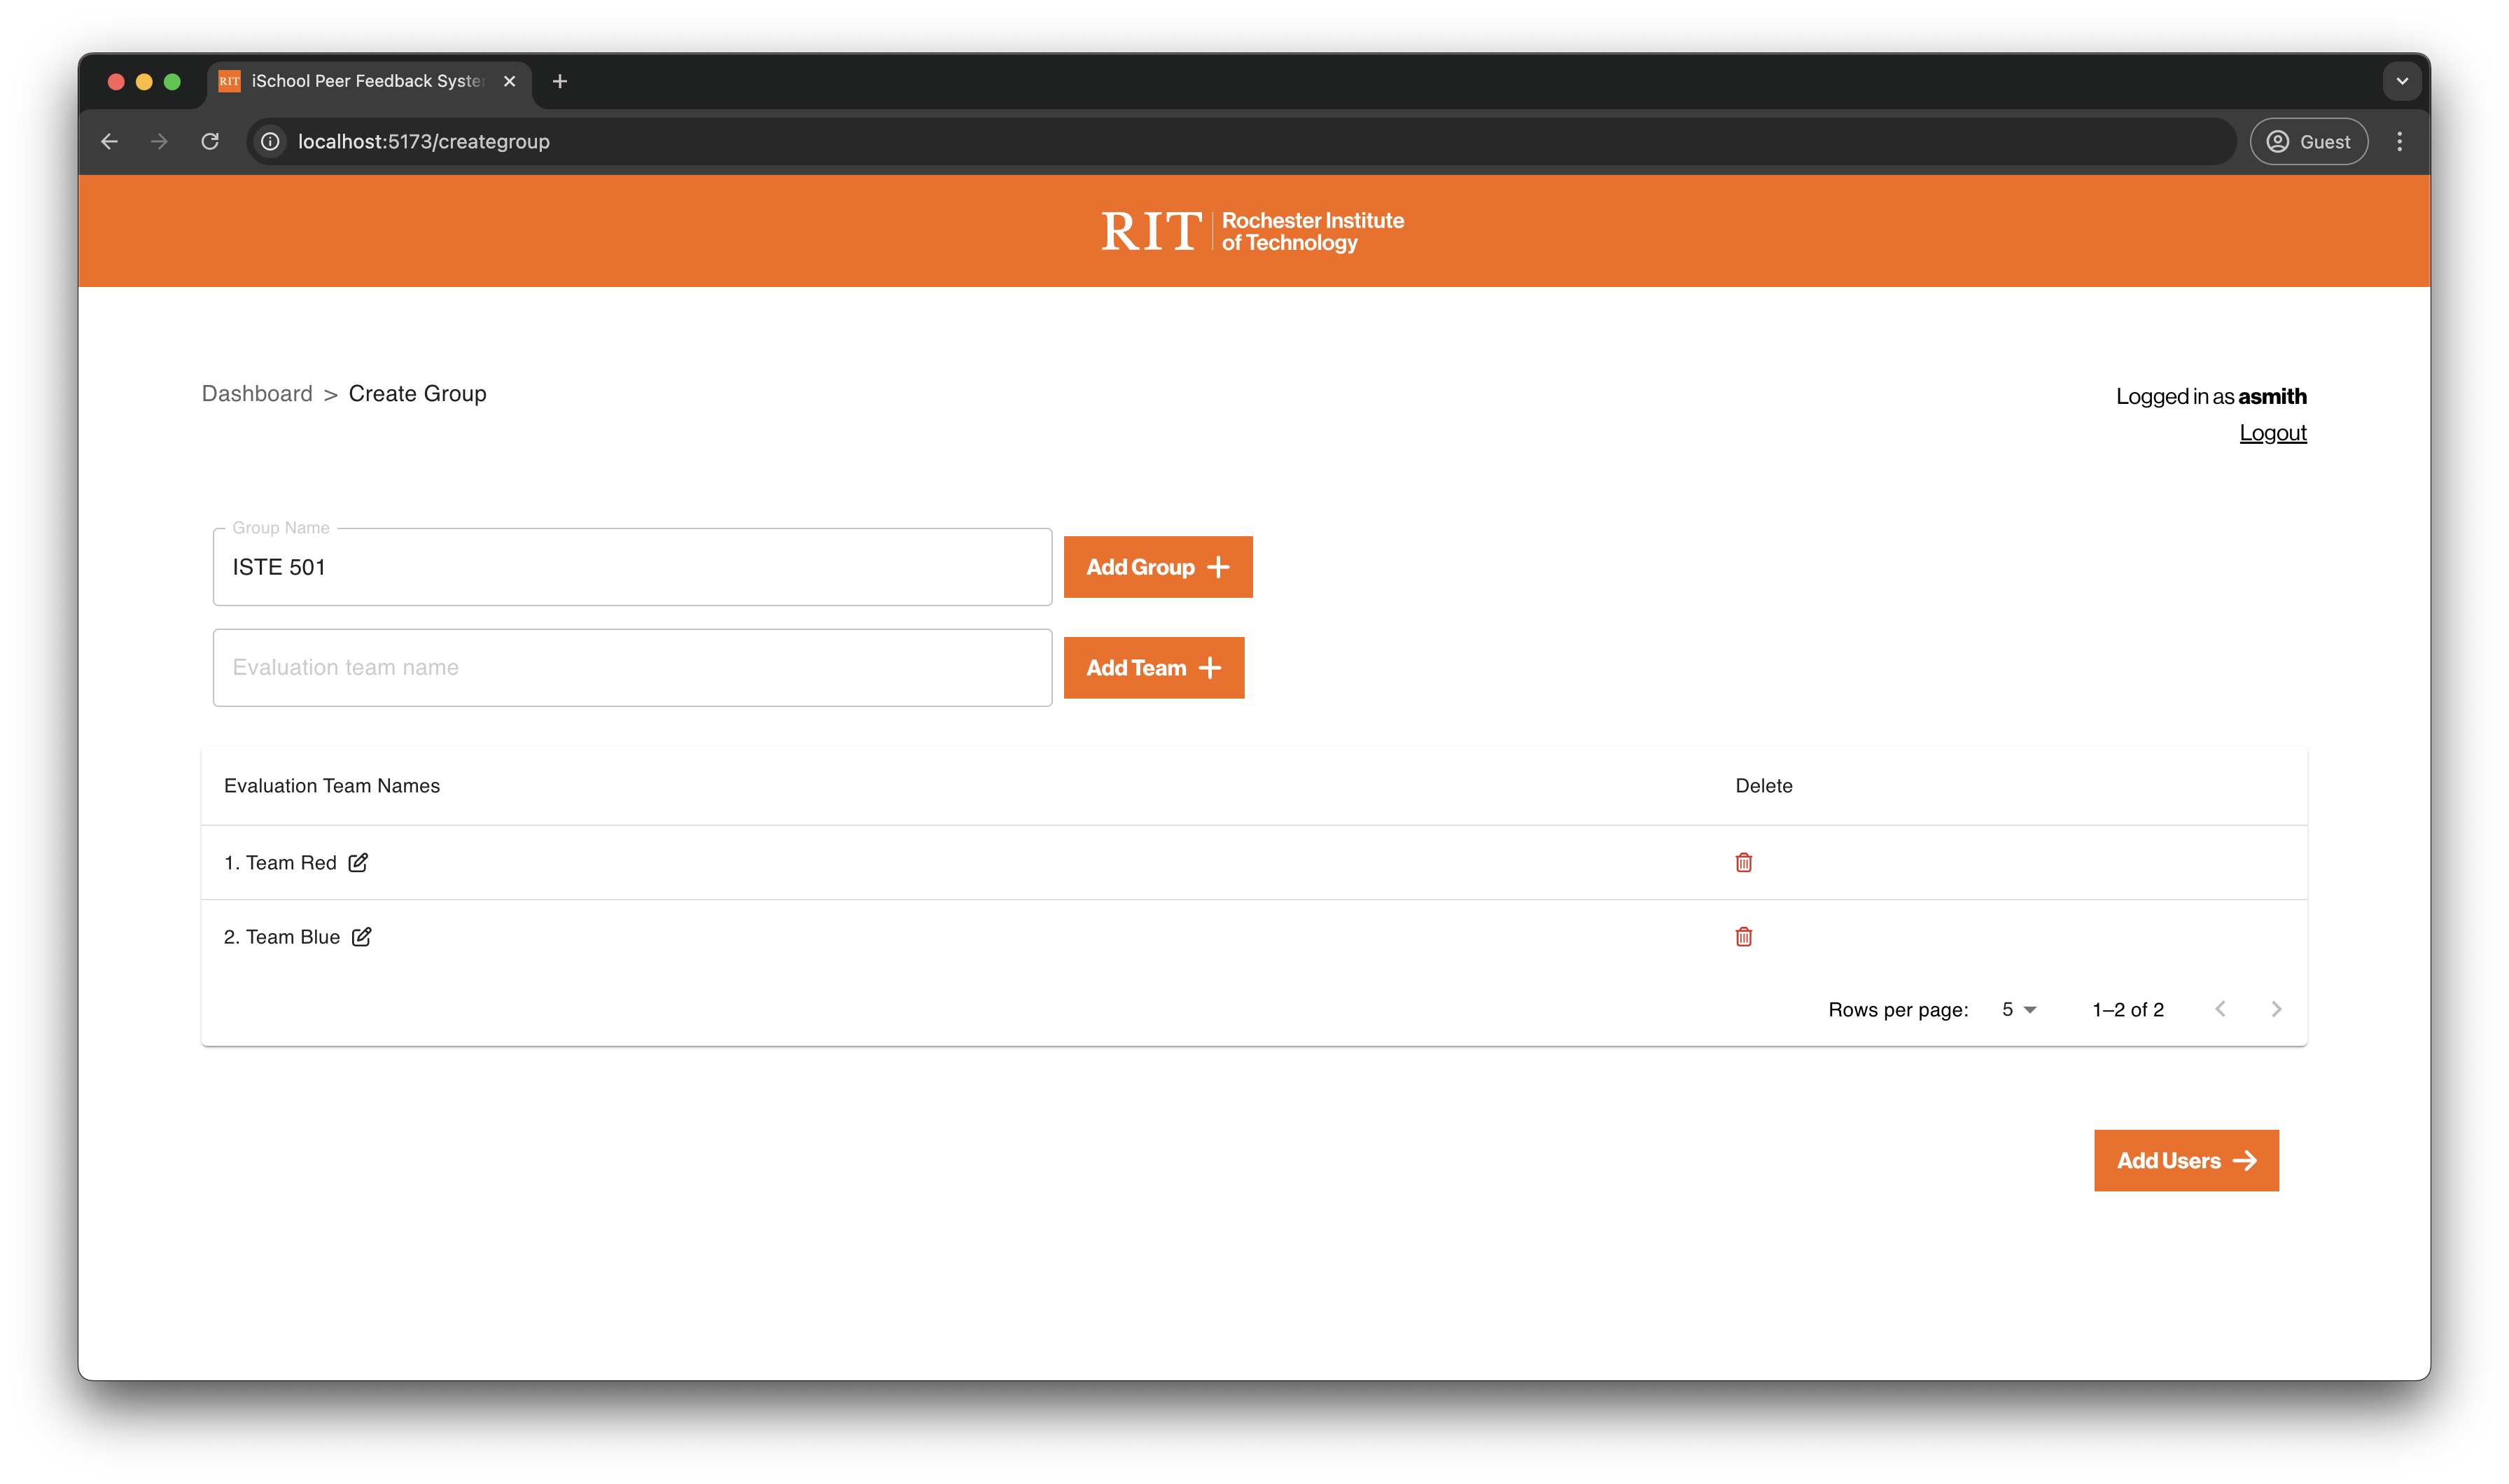 RIT iSchool Peer Feedback Syste
localhost:5173/creategroup
Guest
RIT Rochester Institute
of Technology
Dashboard > Create Group
Logged in as asmith
Logout
Group Name
ISTE 501
Add Group
Evaluation team name
Add Team
Evaluation Team Names Delete
1. Team Red
2. Team Blue
Rows per page: 5 1–2 of 2
Add Users